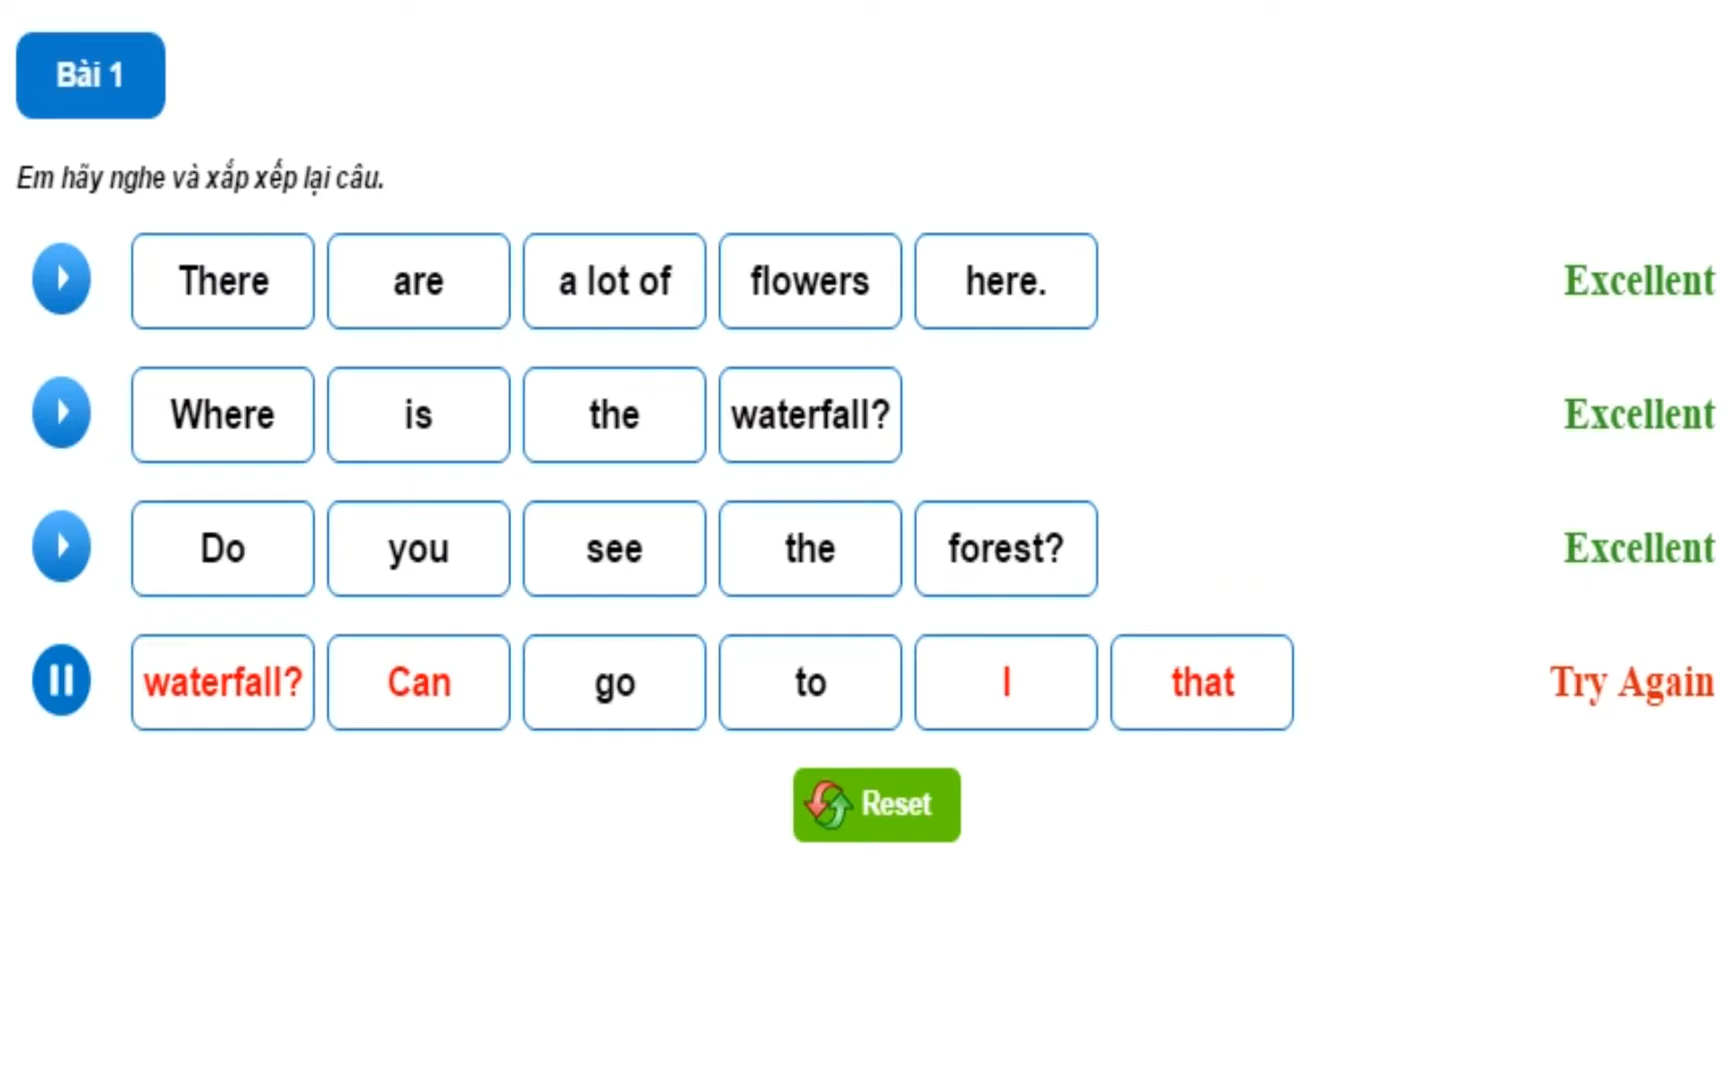 Bài 1
Em hãy nghe và xắp xếp lại câu.
There are a lot of flowers here. Excellent
Where is the waterfall? Excellent
Do you see the forest? Excellent
waterfall? Can go to I that Try Again
Reset